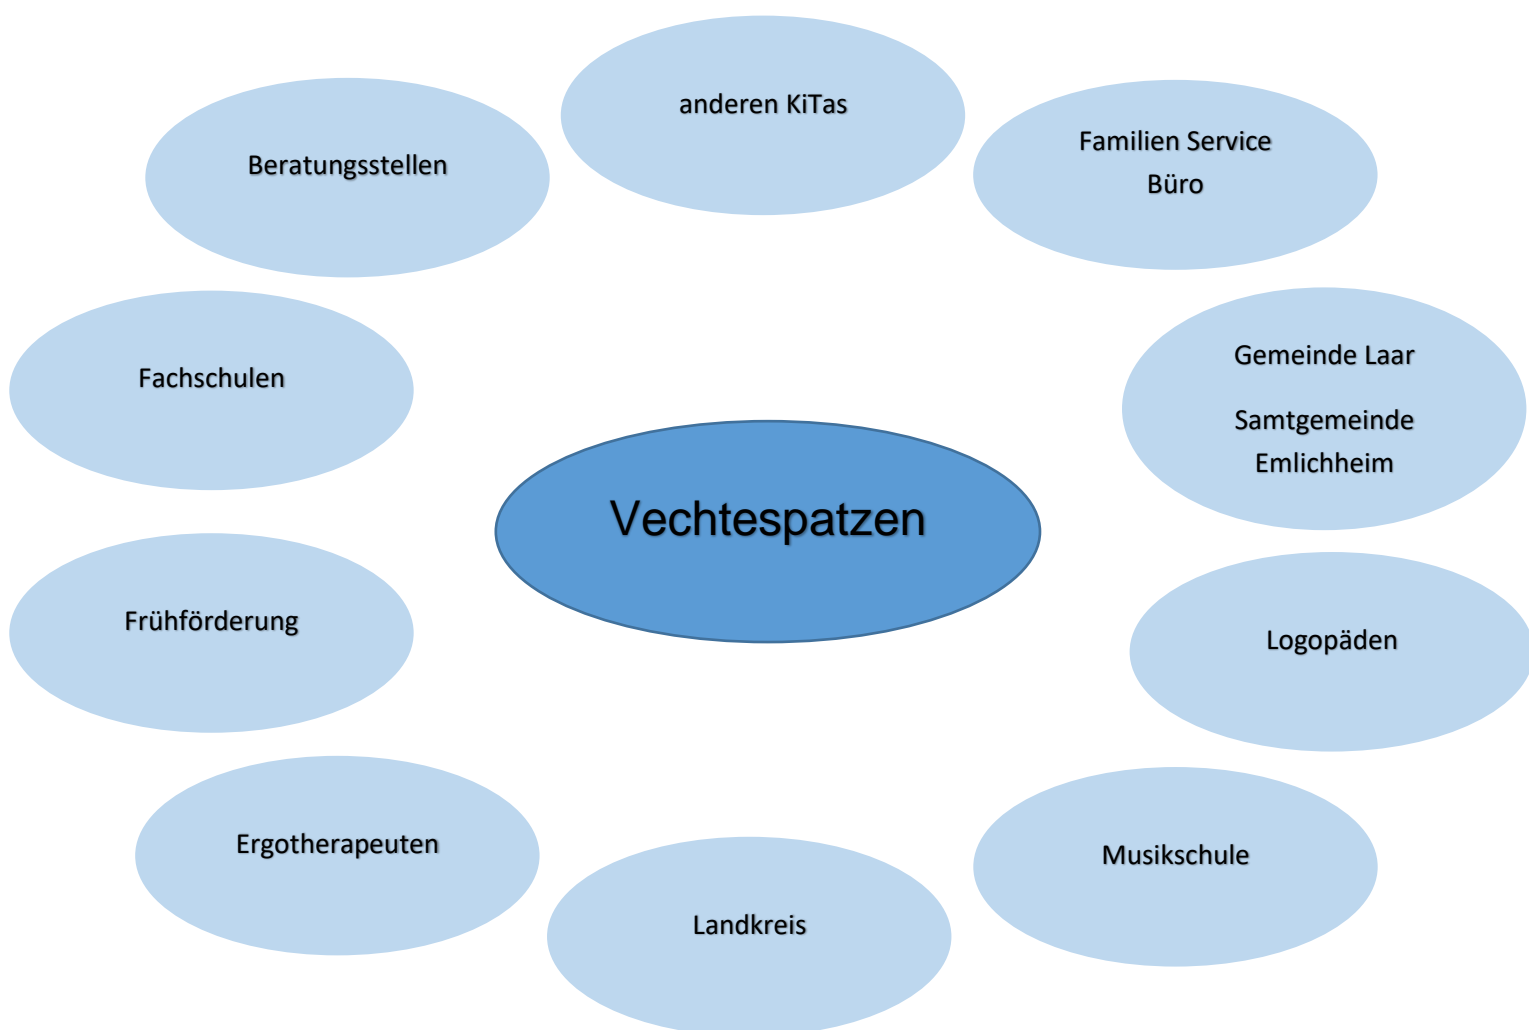 anderen KiTas
Familien Service
Büro
Beratungsstellen
Gemeinde Laar
Samtgemeinde
Emlichheim
Fachschulen
Vechtespatzen
Frühförderung
Logopäden
Ergotherapeuten
Musikschule
Landkreis